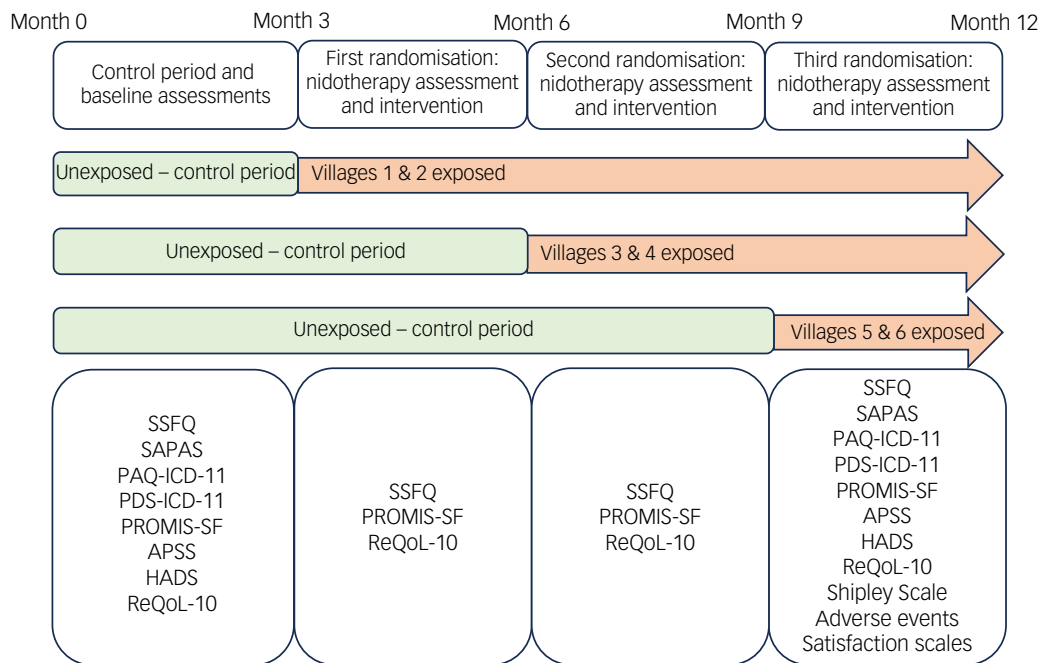 Month 0
Month 3
Month 6
Month 9
Month 12
Control period and
baseline assessments
First randomisation:
nidotherapy assessment
and intervention
Second randomisation:
nidotherapy assessment
and intervention
Third randomisation:
nidotherapy assessment
and intervention
Unexposed – control period
Villages 1 & 2 exposed
Unexposed – control period
Villages 3 & 4 exposed
Unexposed – control period
Villages 5 & 6 exposed
SSFQ
SAPAS
PAQ-ICD-11
PDS-ICD-11
PROMIS-SF
APSS
HADS
ReQoL-10
SSFQ
PROMIS-SF
ReQoL-10
SSFQ
PROMIS-SF
ReQoL-10
SSFQ
SAPAS
PAQ-ICD-11
PDS-ICD-11
PROMIS-SF
APSS
HADS
ReQoL-10
Shipley Scale
Adverse events
Satisfaction scales